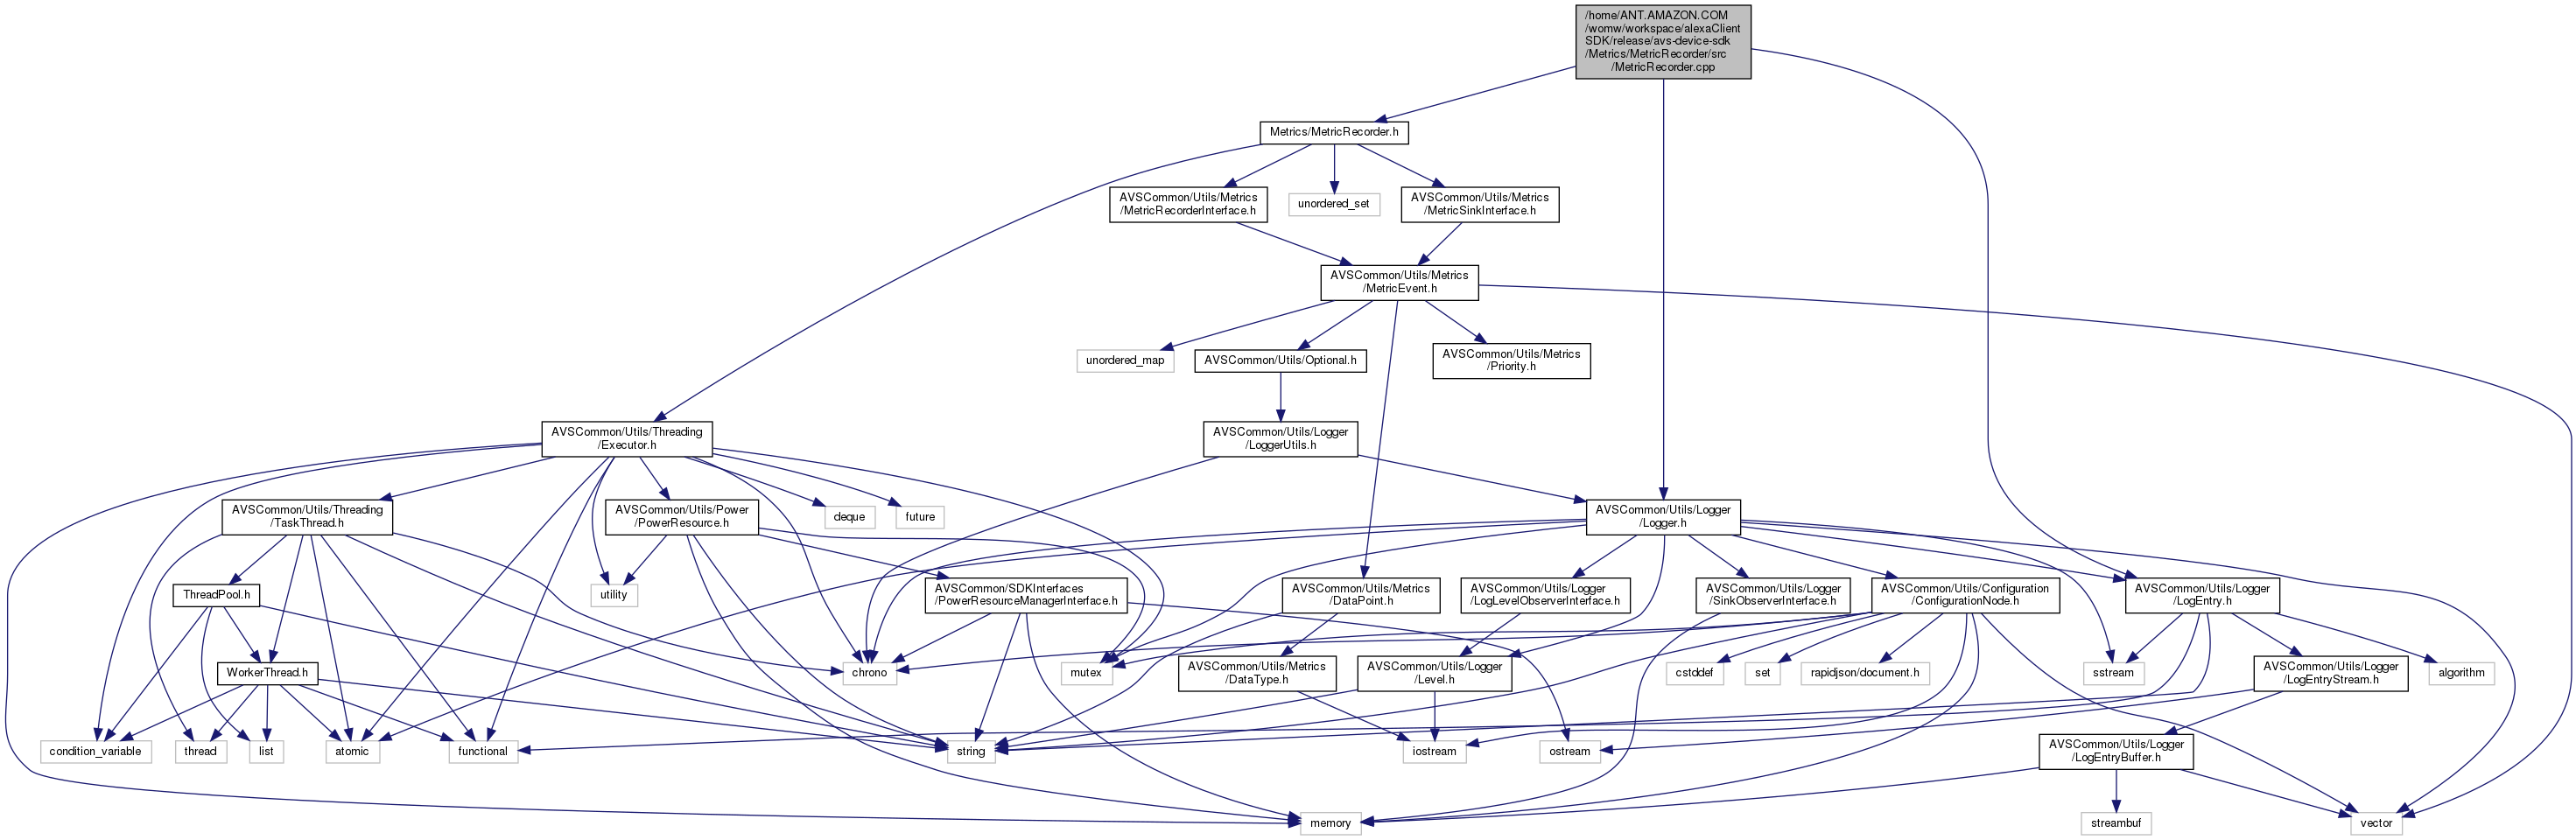 /home/ANT.AMAZON.COM
/womw/workspace/alexaClient
SDK/release/avs-device-sdk
/Metrics/MetricRecorder/src
/MetricRecorder.cpp
Metrics/MetricRecorder.h
AVSCommon/Utils/Metrics
/MetricRecorderInterface.h
unordered_set
AVSCommon/Utils/Metrics
/MetricSinkInterface.h
AVSCommon/Utils/Metrics
/MetricEvent.h
unordered_map
AVSCommon/Utils/Optional.h
AVSCommon/Utils/Metrics
/Priority.h
AVSCommon/Utils/Threading
/Executor.h
AVSCommon/Utils/Logger
/LoggerUtils.h
AVSCommon/Utils/Threading
/TaskThread.h
AVSCommon/Utils/Power
/PowerResource.h
deque
future
AVSCommon/Utils/Logger
/Logger.h
ThreadPool.h
utility
AVSCommon/SDKInterfaces
/PowerResourceManagerInterface.h
AVSCommon/Utils/Metrics
/DataPoint.h
AVSCommon/Utils/Logger
/LogLevelObserverInterface.h
AVSCommon/Utils/Logger
/SinkObserverInterface.h
AVSCommon/Utils/Configuration
/ConfigurationNode.h
AVSCommon/Utils/Logger
/LogEntry.h
WorkerThread.h
chrono
mutex
AVSCommon/Utils/Metrics
/DataType.h
AVSCommon/Utils/Logger
/Level.h
cstddef
set
rapidjson/document.h
sstream
AVSCommon/Utils/Logger
/LogEntryStream.h
algorithm
condition_variable
thread
list
atomic
functional
string
iostream
ostream
AVSCommon/Utils/Logger
/LogEntryBuffer.h
memory
streambuf
vector